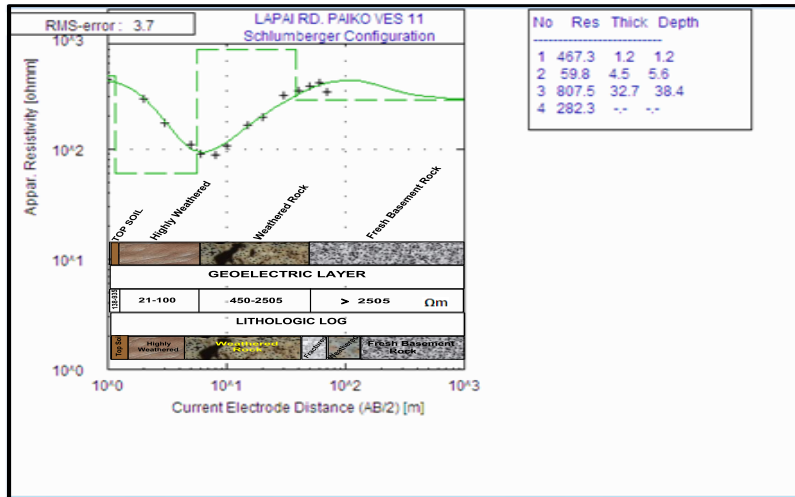 RMS-error : 3.7
LAPAI RD. PAIKO VES 11
Schlumberger Configuration
No Res Thick Depth
------------------------
1 467.3 1.2 1.2
2 59.8 4.5 5.6
3 807.5 32.7 38.4
4 282.3 -.- -.-
10^3
10^2
10^1
10^0
Appar. Resistivity [ohmm]
TOP SOIL
Highly Weathered
Weathered Rock
Fresh Basement Rock
GEOELECTRIC LAYER
21-100 450-2505 > 2505 Ωm
LITHOLOGIC LOG
Top Soil
Highly
Weathered
Weathered
Rock
Fractured
Fresh Basement
Rock
10^0 10^1 10^2 10^3
Current Electrode Distance (AB/2) [m]